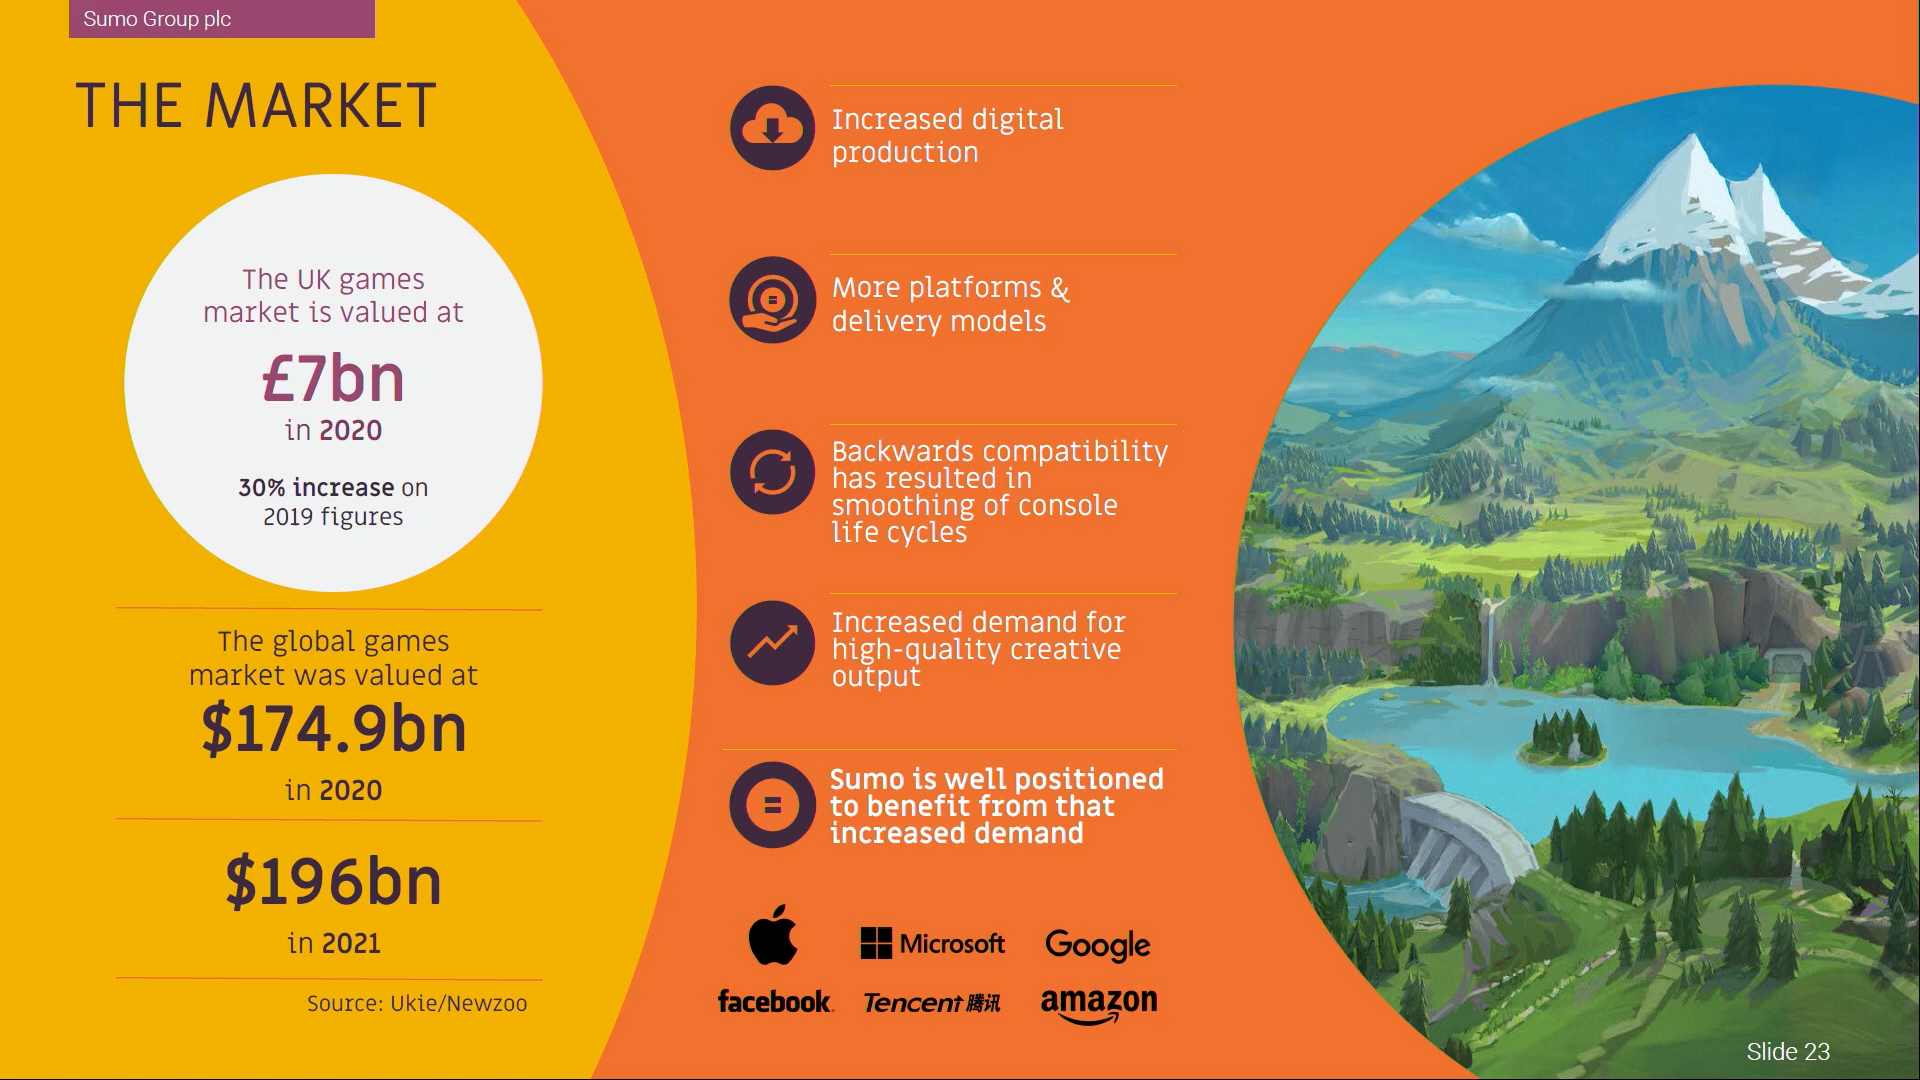 Sumo Group plc
THE MARKET
The UK games
market is valued at
£7bn
in 2020
30% increase on
2019 figures
The global games
market was valued at
$174.9bn
in 2020
$196bn
in 2021
Source: Ukie/Newzoo
Increased digital
production
More platforms &
delivery models
Backwards compatibility
has resulted in
smoothing of console
life cycles
Increased demand for
high-quality creative
output
Sumo is well positioned
to benefit from that
increased demand
Microsoft
Google
facebook
Tencent 腾讯
amazon
Slide 23